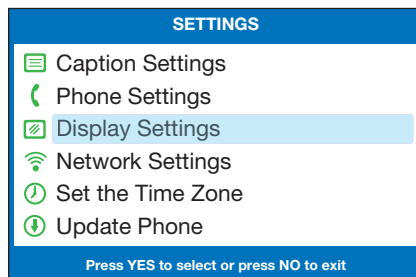 SETTINGS
Caption Settings
Phone Settings
Display Settings
Network Settings
Set the Time Zone
Update Phone
Press YES to select or press NO to exit